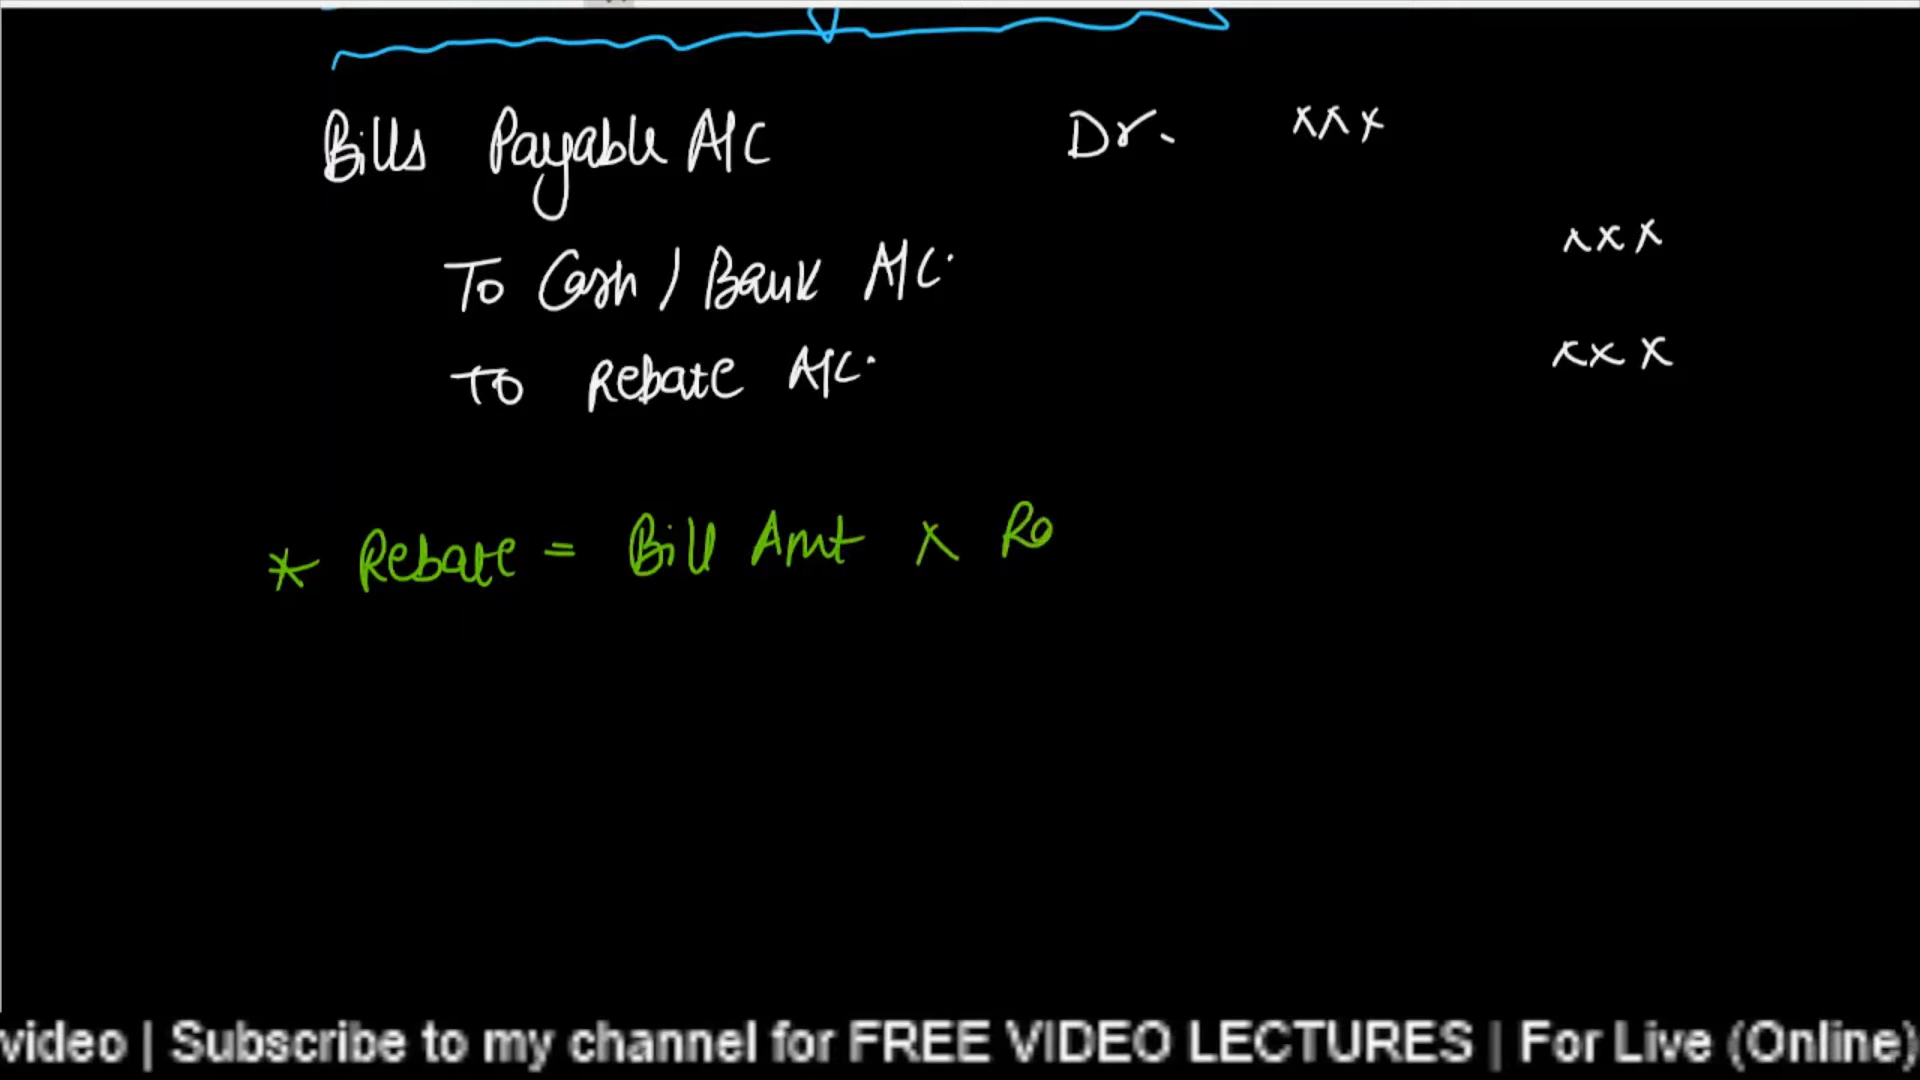 Bills Payable A/C Dr. xxx
To Cash / Bank A/C. xxx
To Rebate A/C. xxx
* Rebate = Bill Amt x Ra
video | Subscribe to my channel for FREE VIDEO LECTURES | For Live (Online)